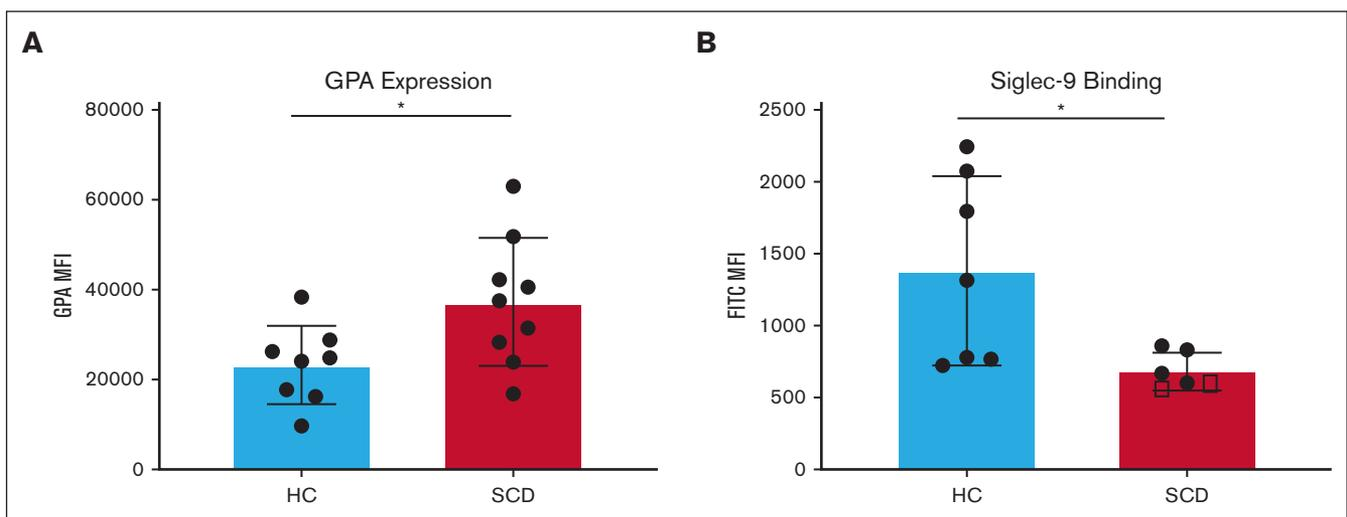 A
GPA Expression
*
80000
60000
40000
20000
0
GPA MFI
HC
SCD
B
Siglec-9 Binding
*
2500
2000
1500
1000
500
0
FITC MFI
HC
SCD